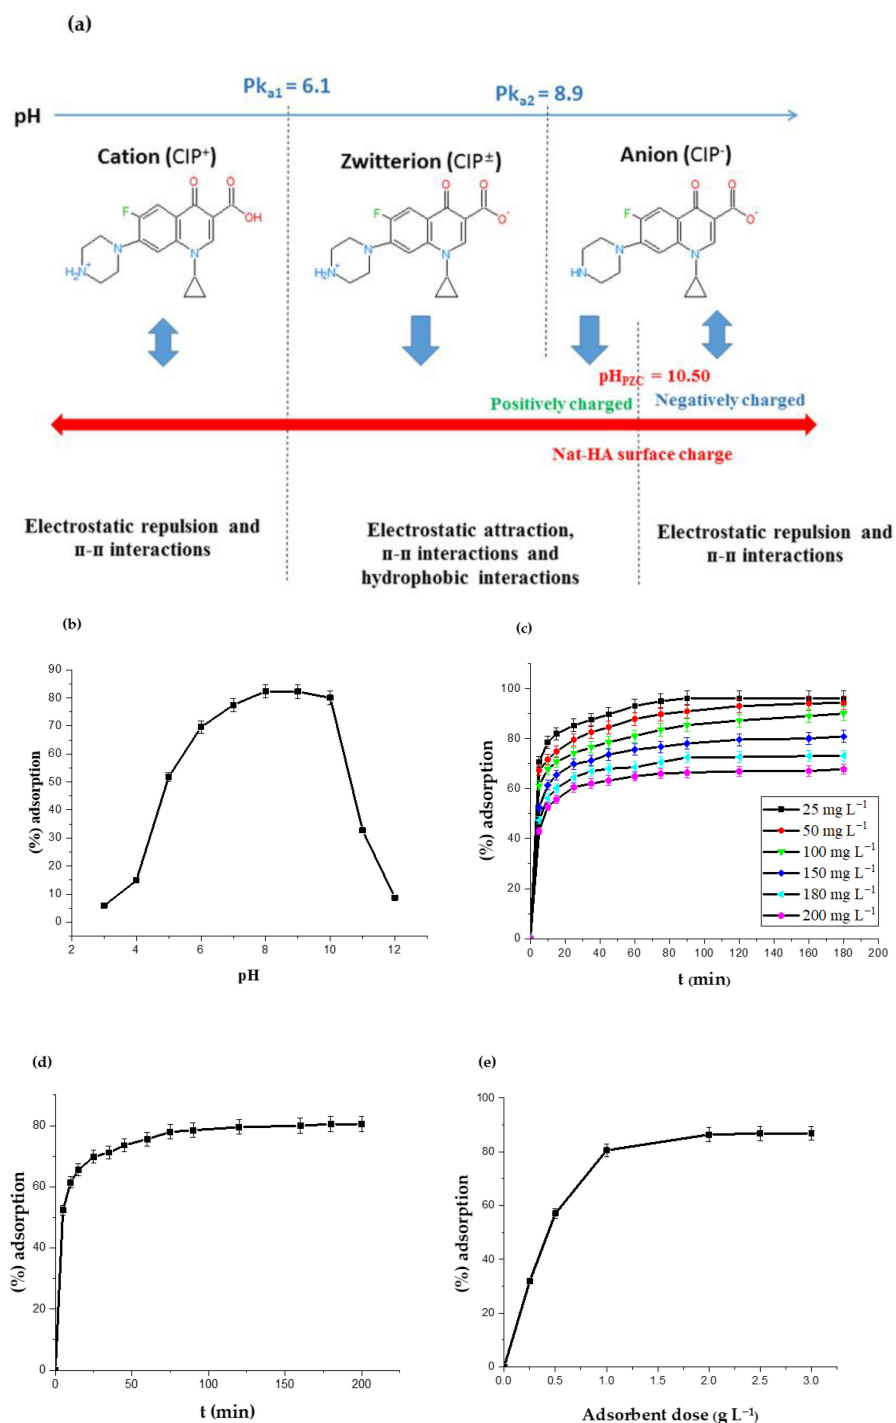 (a)
Pka1 = 6.1
Pka2 = 8.9
pH
Cation (CIP+)
Zwitterion (CIP±)
Anion (CIP-)
O
O
F
OH
N
N
H2N+
O
O
F
O-
N
N
H2N+
O
O
F
O-
N
N
HN
pHPZC = 10.50
Positively charged
Negatively charged
Nat-HA surface charge
Electrostatic repulsion and
π-π interactions
Electrostatic attraction,
π-π interactions and
hydrophobic interactions
Electrostatic repulsion and
π-π interactions
(b)
90
80
70
60
50
40
30
20
10
0
2
4
6
8
10
12
(%) adsorption
pH
(c)
100
80
60
40
20
0
0
20
40
60
80
100
120
140
160
180
200
(%) adsorption
t (min)
25 mg L−1
50 mg L−1
100 mg L−1
150 mg L−1
180 mg L−1
200 mg L−1
(d)
80
60
40
20
0
0
50
100
150
200
(%) adsorption
t (min)
(e)
100
80
60
40
20
0
0.0
0.5
1.0
1.5
2.0
2.5
3.0
(%) adsorption
Adsorbent dose (g L−1)